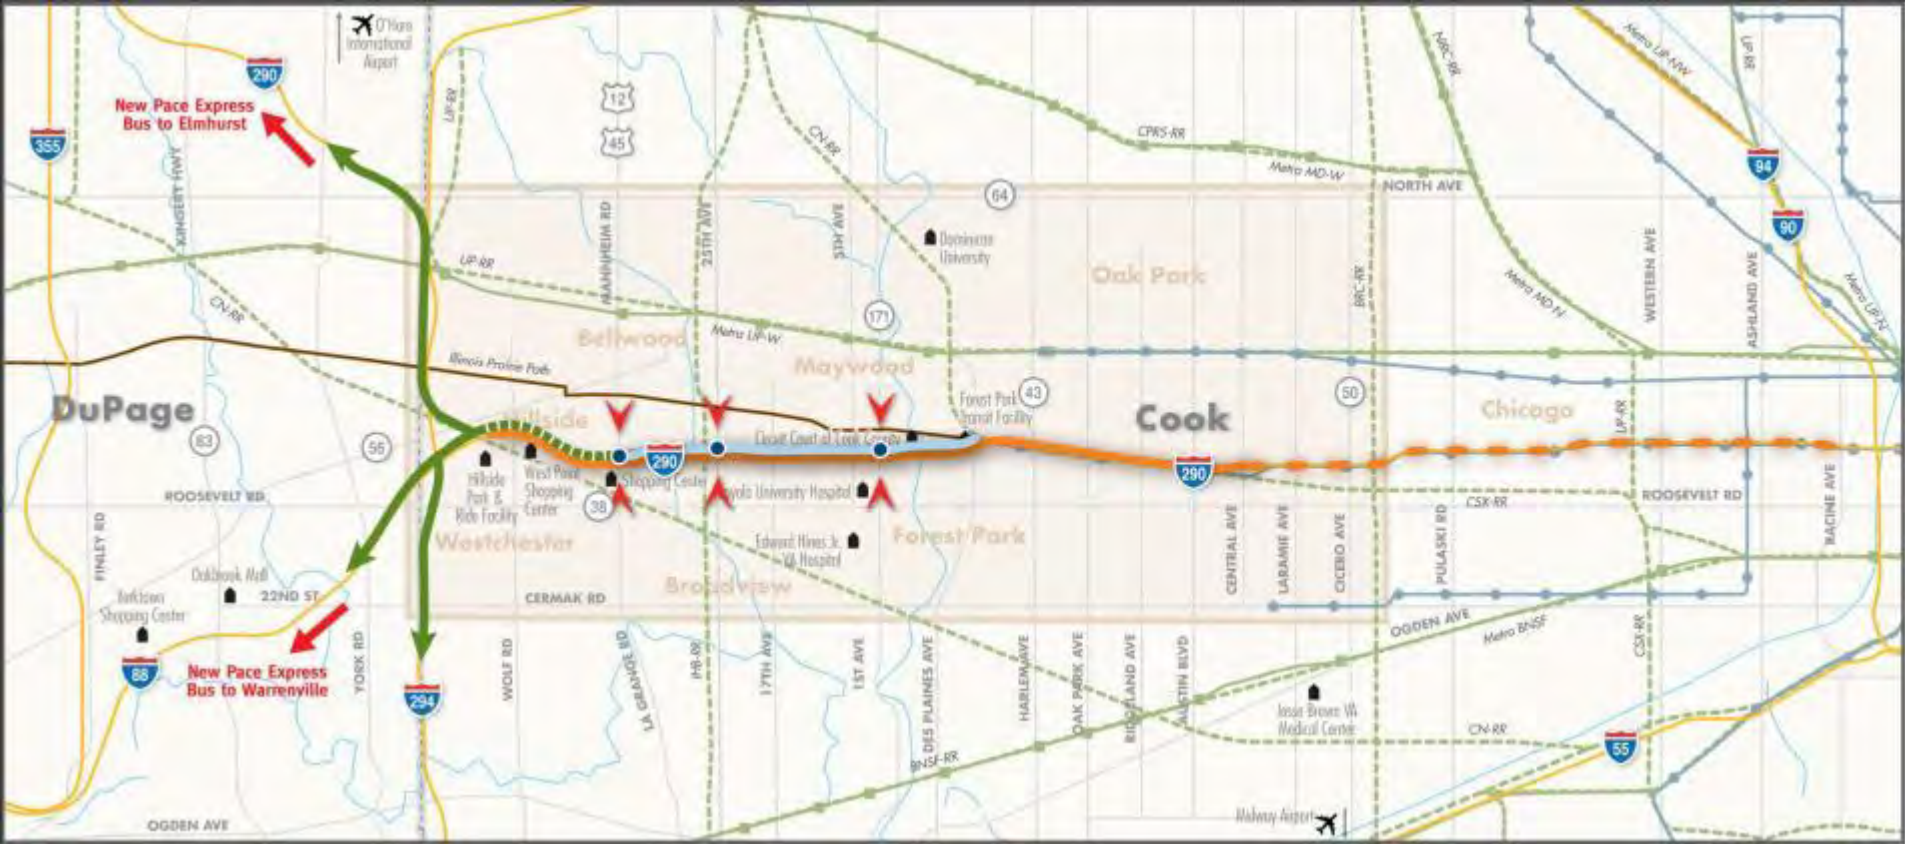 O'Hare
International
Airport
290
New Pace Express
Bus to Elmhurst
355
KINGERY HWY
UP-RR
12
45
CN-RR
CPRS-RR
Metra MD-W
NIRC-RR
Metra UP-NW
UP-RR
94
90
NORTH AVE
64
MANNHEIM RD
25TH AVE
5TH AVE
Dominican
University
Oak Park
BRC-RR
Metra MD-N
WESTERN AVE
ASHLAND AVE
Metra UP-N
UP-RR
CN-RR
171
Bellwood
Metra UP-W
Maywood
Illinois Prairie Path
DuPage
83
56
Hillside
Forest Park
Transit Facility
43
Cook
50
Chicago
UP-RR
290
Circuit Court of Cook County
290
Hillside
Park &
Ride Facility
West Point
Shopping
Center
Shopping Center
38
Loyola University Hospital
ROOSEVELT RD
CSX-RR
ROOSEVELT RD
RACINE AVE
FINLEY RD
Westchester
Edward Hines Jr.
VA Hospital
Forest Park
CENTRAL AVE
LARAMIE AVE
CICERO AVE
PULASKI RD
Oakbrook Mall
22ND ST
Yorktown
Shopping Center
Broadview
CERMAK RD
OGDEN AVE
Metra BNSF
CSX-RR
88
New Pace Express
Bus to Warrenville
YORK RD
294
WOLF RD
LA GRANGE RD
IHB-RR
17TH AVE
1ST AVE
DES PLAINES AVE
HARLEM AVE
OAK PARK AVE
RIDGELAND AVE
AUSTIN BLVD
Jesse Brown VA
Medical Center
CN-RR
55
BNSF-RR
OGDEN AVE
Midway Airport